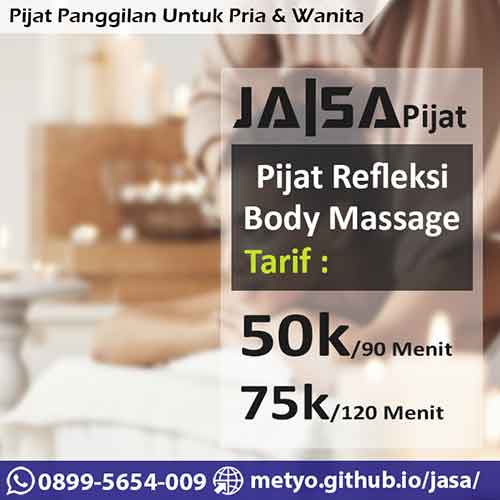 Pijat Panggilan Untuk Pria & Wanita
JA|SA Pijat
Pijat Refleksi
Body Massage
Tarif :
50k/90 Menit
75k/120 Menit
0899-5654-009 metyo.github.io/jasa/